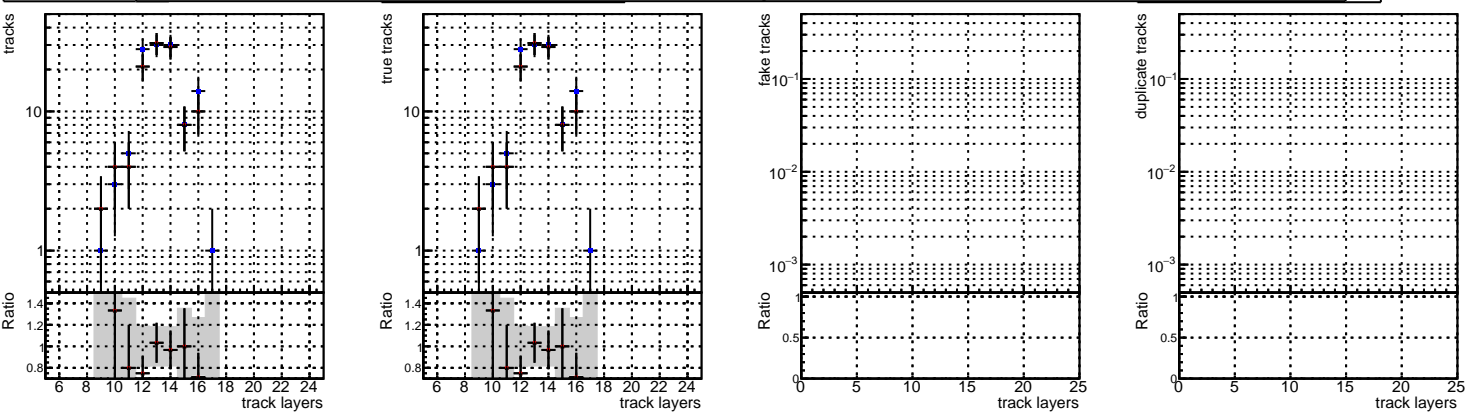 tracks
10
1
Ratio
1.4
1.2
1
0.8
6 8 10 12 14 16 18 20 22 24
track layers
true tracks
10
1
Ratio
1.4
1.2
1
0.8
6 8 10 12 14 16 18 20 22 24
track layers
fake tracks
10⁻¹
10⁻²
10⁻³
Ratio
1
0.5
0
0 5 10 15 20 25
track layers
duplicate tracks
10⁻¹
10⁻²
10⁻³
Ratio
1
0.5
0
0 5 10 15 20 25
track layers